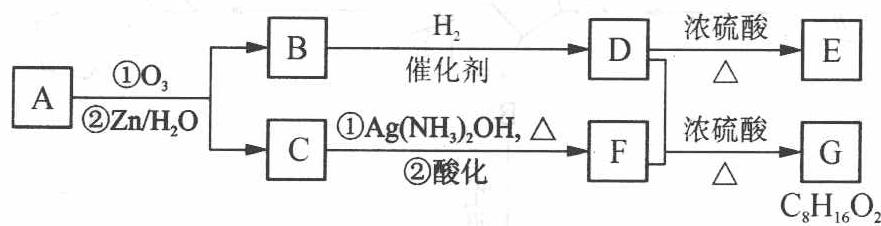 A
①O₃
②Zn/H₂O
B
H₂
催化剂
D
浓硫酸
△
E
C
①Ag(NH₃)₂OH, △
②酸化
F
浓硫酸
△
G
C₈H₁₆O₂